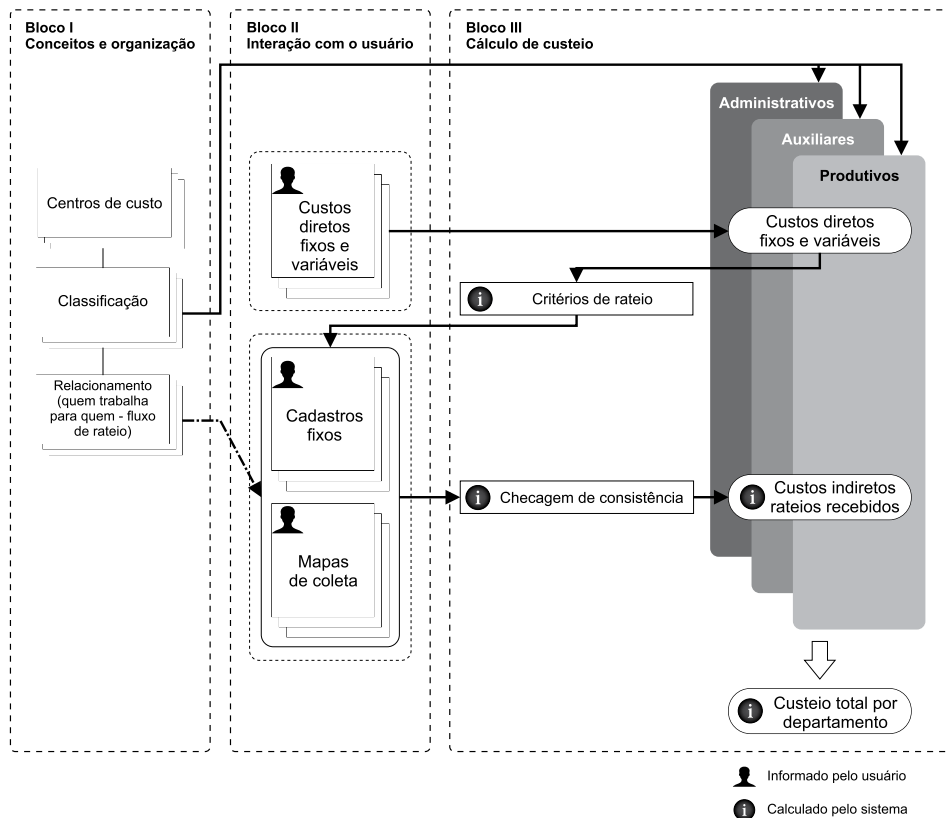 Bloco I
Conceitos e organização
Bloco II
Interação com o usuário
Bloco III
Cálculo de custeio
Administrativos
Auxiliares
Produtivos
Centros de custo
Classificação
Relacionamento
(quem trabalha
para quem - fluxo
de rateio)
Custos
diretos
fixos e
variáveis
Custos diretos
fixos e variáveis
i Critérios de rateio
Cadastros
fixos
Mapas
de coleta
i Checagem de consistência
i Custos indiretos
rateios recebidos
i Custeio total por
departamento
Informado pelo usuário
i Calculado pelo sistema